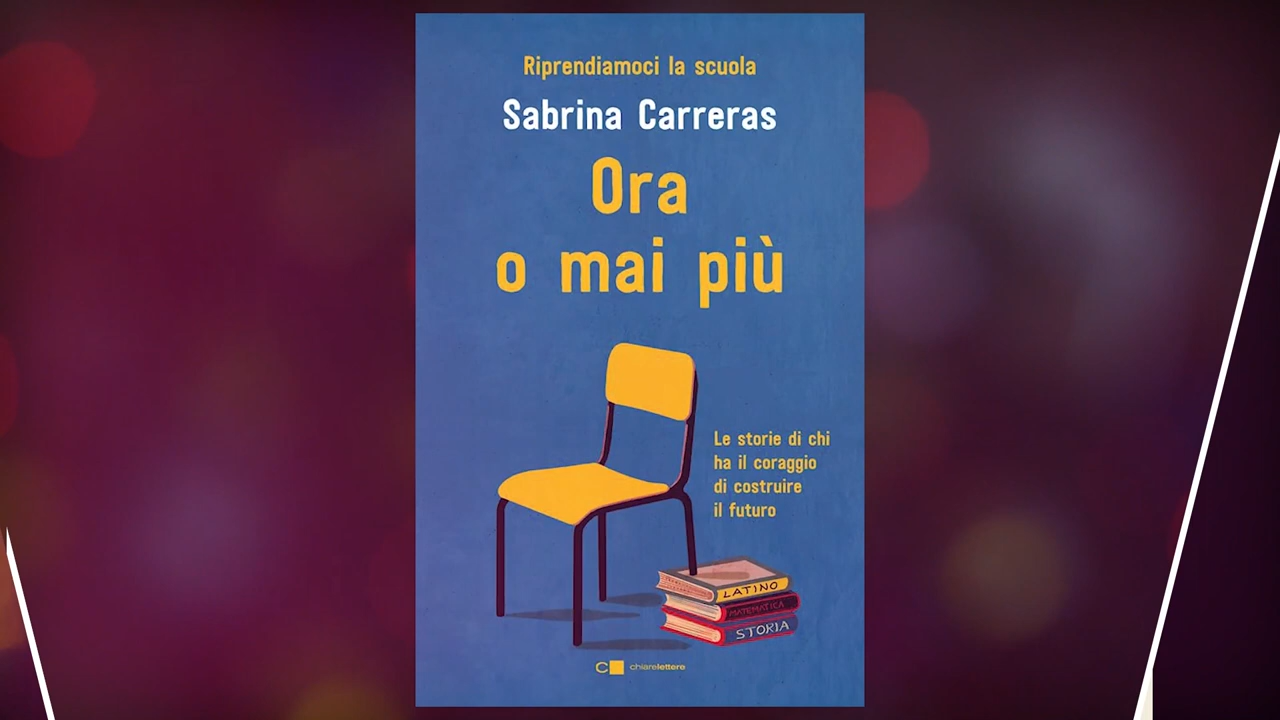 Riprendiamoci la scuola
Sabrina Carreras
Ora
o mai più
Le storie di chi
ha il coraggio
di costruire
il futuro
LATINO
MATEMATICA
STORIA
C chiarelettere